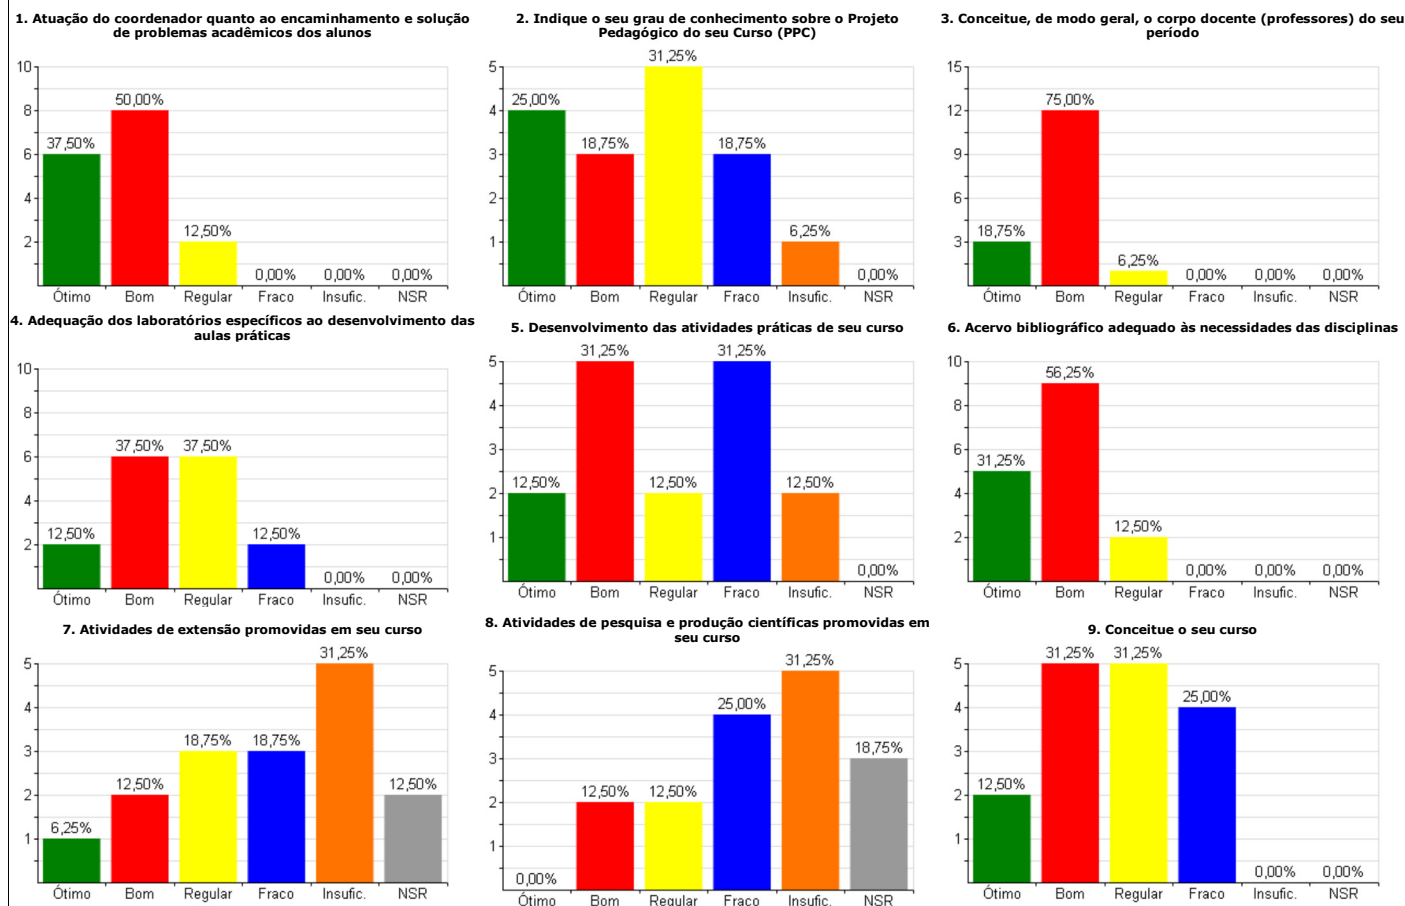 1. Atuação do coordenador quanto ao encaminhamento e solução
de problemas acadêmicos dos alunos
10
8
6
4
2
37,50%
50,00%
12,50%
0,00%
0,00%
0,00%
Ótimo
Bom
Regular
Fraco
Insufic.
NSR
2. Indique o seu grau de conhecimento sobre o Projeto
Pedagógico do seu Curso (PPC)
5
4
3
2
1
25,00%
18,75%
31,25%
18,75%
6,25%
0,00%
Ótimo
Bom
Regular
Fraco
Insufic.
NSR
3. Conceitue, de modo geral, o corpo docente (professores) do seu
período
15
12
9
6
3
18,75%
75,00%
6,25%
0,00%
0,00%
0,00%
Ótimo
Bom
Regular
Fraco
Insufic.
NSR
4. Adequação dos laboratórios específicos ao desenvolvimento das
aulas práticas
10
8
6
4
2
12,50%
37,50%
37,50%
12,50%
0,00%
0,00%
Ótimo
Bom
Regular
Fraco
Insufic.
NSR
5. Desenvolvimento das atividades práticas de seu curso
5
4
3
2
1
12,50%
31,25%
12,50%
31,25%
12,50%
0,00%
Ótimo
Bom
Regular
Fraco
Insufic.
NSR
6. Acervo bibliográfico adequado às necessidades das disciplinas
10
8
6
4
2
31,25%
56,25%
12,50%
0,00%
0,00%
0,00%
Ótimo
Bom
Regular
Fraco
Insufic.
NSR
7. Atividades de extensão promovidas em seu curso
5
4
3
2
1
6,25%
12,50%
18,75%
18,75%
31,25%
12,50%
Ótimo
Bom
Regular
Fraco
Insufic.
NSR
8. Atividades de pesquisa e produção científicas promovidas em
seu curso
5
4
3
2
1
0,00%
12,50%
12,50%
25,00%
31,25%
18,75%
Ótimo
Bom
Regular
Fraco
Insufic.
NSR
9. Conceitue o seu curso
5
4
3
2
1
12,50%
31,25%
31,25%
25,00%
0,00%
0,00%
Ótimo
Bom
Regular
Fraco
Insufic.
NSR